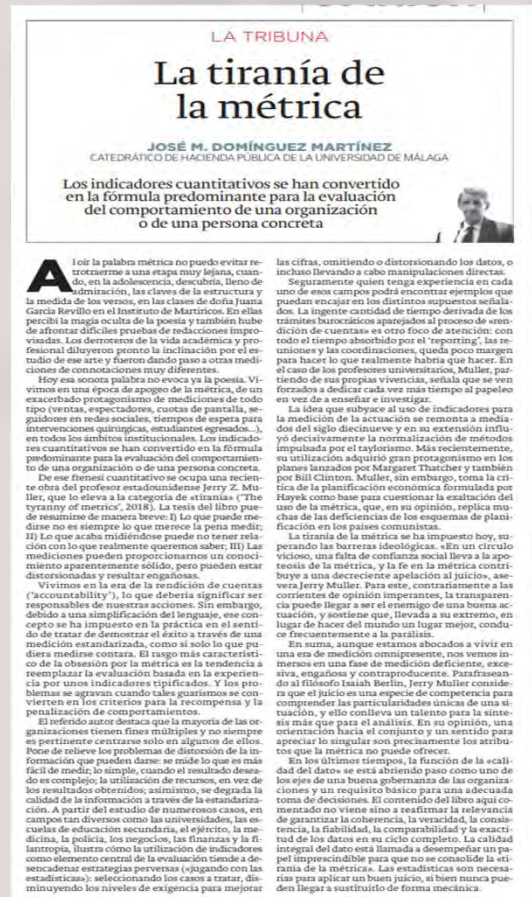 LA TRIBUNA
La tiranía de
la métrica
JOSÉ M. DOMÍNGUEZ MARTÍNEZ
CATEDRÁTICO DE HACIENDA PÚBLICA DE LA UNIVERSIDAD DE MÁLAGA
Los indicadores cuantitativos se han convertido
en la fórmula predominante para la evaluación
del comportamiento de una organización
o de una persona concreta
Al oír la palabra métrica no puedo evitar re-
trotraerme a una etapa muy lejana, cuan-
do, en la adolescencia, descubría, lleno de
admiración, las claves de la estructura y
la medida de los versos, en las clases de doña Juana
García Revillo en el Instituto de Martiricos. En ellas
percibí la magia oculta de la poesía y también hube
de afrontar difíciles pruebas de redacciones impro-
visadas. Los derroteros de la vida académica y pro-
fesional diluyeron pronto la inclinación por el es-
tudio de ese arte y fueron dando paso a otras medi-
ciones de connotaciones muy diferentes.
Hoy esa sonora palabra no evoca ya la poesía. Vi-
vimos en una época de apogeo de la métrica, de un
exacerbado protagonismo de mediciones de todo
tipo (ventas, espectadores, cuotas de pantalla, se-
guidores en redes sociales, tiempos de espera para
intervenciones quirúrgicas, estudiantes egresados...),
en todos los ámbitos institucionales. Los indicado-
res cuantitativos se han convertido en la fórmula
predominante para la evaluación del comportamien-
to de una organización o de una persona concreta.
De ese frenesí cuantitativo se ocupa una recien-
te obra del profesor estadounidense Jerry Z. Mu-
ller, que lo eleva a la categoría de «tiranía» ('The
tyranny of metrics', 2018). La tesis del libro pue-
de resumirse de manera breve: I) Lo que puede me-
dirse no es siempre lo que merece la pena medir;
II) Lo que acaba midiéndose puede no tener rela-
ción con lo que realmente queremos saber; III) Las
mediciones pueden proporcionarnos un conoci-
miento aparentemente sólido, pero pueden estar
distorsionadas y resultar engañosas.
Vivimos en la era de la rendición de cuentas
('accountability'), lo que debería significar ser
responsables de nuestras acciones. Sin embargo,
debido a una simplificación del lenguaje, ese con-
cepto se ha impuesto en la práctica en el senti-
do de tratar de demostrar el éxito a través de una
medición estandarizada, como si solo lo que pu-
diera medirse contara. El rasgo más característi-
co de la obsesión por la métrica es la tendencia a
reemplazar la evaluación basada en la experien-
cia por unos indicadores tipificados. Y los pro-
blemas se agravan cuando tales guarismos se con-
vierten en los criterios para la recompensa y la
penalización de comportamientos.
El referido autor destaca que la mayoría de las or-
ganizaciones tienen fines múltiples y no siempre
es pertinente centrarse solo en algunos de ellos.
Pone de relieve los problemas de distorsión de la in-
formación que pueden darse: se mide lo que es más
fácil de medir; lo simple, cuando el resultado desea-
do es complejo; la utilización de recursos, en vez de
los resultados obtenidos; asimismo, se degrada la
calidad de la información a través de la estandariza-
ción. A partir del estudio de numerosos casos, en
campos tan diversos como las universidades, las es-
cuelas de educación secundaria, el ejército, la me-
dicina, la policía, los negocios, las finanzas y la fi-
lantropía, ilustra cómo la utilización de indicadores
como elemento central de la evaluación tiende a de-
sencadenar estrategias perversas («jugando con las
estadísticas»): seleccionando los casos a tratar, dis-
minuyendo los niveles de exigencia para mejorar
las cifras, omitiendo o distorsionando los datos, o
incluso llevando a cabo manipulaciones directas.
Seguramente quien tenga experiencia en cada
uno de esos campos podrá encontrar ejemplos que
puedan encajar en los distintos supuestos señala-
dos. La ingente cantidad de tiempo derivada de los
trámites burocráticos aparejados al proceso de «ren-
dición de cuentas» es otro foco de atención: con
todo el tiempo absorbido por el 'reporting', las re-
uniones y las coordinaciones, queda poco margen
para hacer lo que realmente habría que hacer. En
el caso de los profesores universitarios, Muller, par-
tiendo de sus propias vivencias, señala que se ven
forzados a dedicar cada vez más tiempo al papeleo
en vez de a enseñar e investigar.
La idea que subyace al uso de indicadores para
la medición de la actuación se remonta a media-
dos del siglo diecinueve y en su extensión influ-
yó decisivamente la normalización de métodos
impulsada por el taylorismo. Más recientemente,
su utilización adquirió gran protagonismo en los
planes lanzados por Margaret Thatcher y también
por Bill Clinton. Muller, sin embargo, toma la crí-
tica de la planificación económica formulada por
Hayek como base para cuestionar la exaltación del
uso de la métrica, que, en su opinión, replica mu-
chas de las deficiencias de los esquemas de plani-
ficación en los países comunistas.
La tiranía de la métrica se ha impuesto hoy, su-
perando las barreras ideológicas. «En un círculo
vicioso, una falta de confianza social lleva a la apo-
teosis de la métrica, y la fe en la métrica contri-
buye a una decreciente apelación al juicio», ase-
vera Jerry Muller. Para este, contrariamente a las
corrientes de opinión imperantes, la transparen-
cia puede llegar a ser el enemigo de una buena ac-
tuación, y sostiene que, llevada a su extremo, en
lugar de hacer del mundo un lugar mejor, condu-
ce frecuentemente a la parálisis.
En suma, aunque estamos abocados a vivir en
una era de medición omnipresente, nos vemos in-
mersos en una fase de medición deficiente, exce-
siva, engañosa y contraproducente. Parafrasean-
do al filósofo Isaiah Berlin, Jerry Muller conside-
ra que el juicio es una especie de competencia para
comprender las particularidades únicas de una si-
tuación, y ello conlleva un talento para la sínte-
sis más que para el análisis. En su opinión, una
orientación hacia el conjunto y un sentido para
apreciar lo singular son precisamente los atribu-
tos que la métrica no puede ofrecer.
En los últimos tiempos, la función de la «cali-
dad del dato» se está abriendo paso como uno de
los ejes de una buena gobernanza de las organiza-
ciones y un requisito básico para una adecuada
toma de decisiones. El contenido del libro aquí co-
mentado no viene sino a reafirmar la relevancia
de garantizar la coherencia, la veracidad, la consis-
tencia, la fiabilidad, la comparabilidad y la exacti-
tud de los datos en su ciclo completo. La calidad
integral del dato está llamada a desempeñar un pa-
pel imprescindible para que no se consolide la «ti-
ranía de la métrica». Las estadísticas son necesa-
rias para aplicar un buen juicio, si bien nunca pue-
den llegar a sustituirlo de forma mecánica.